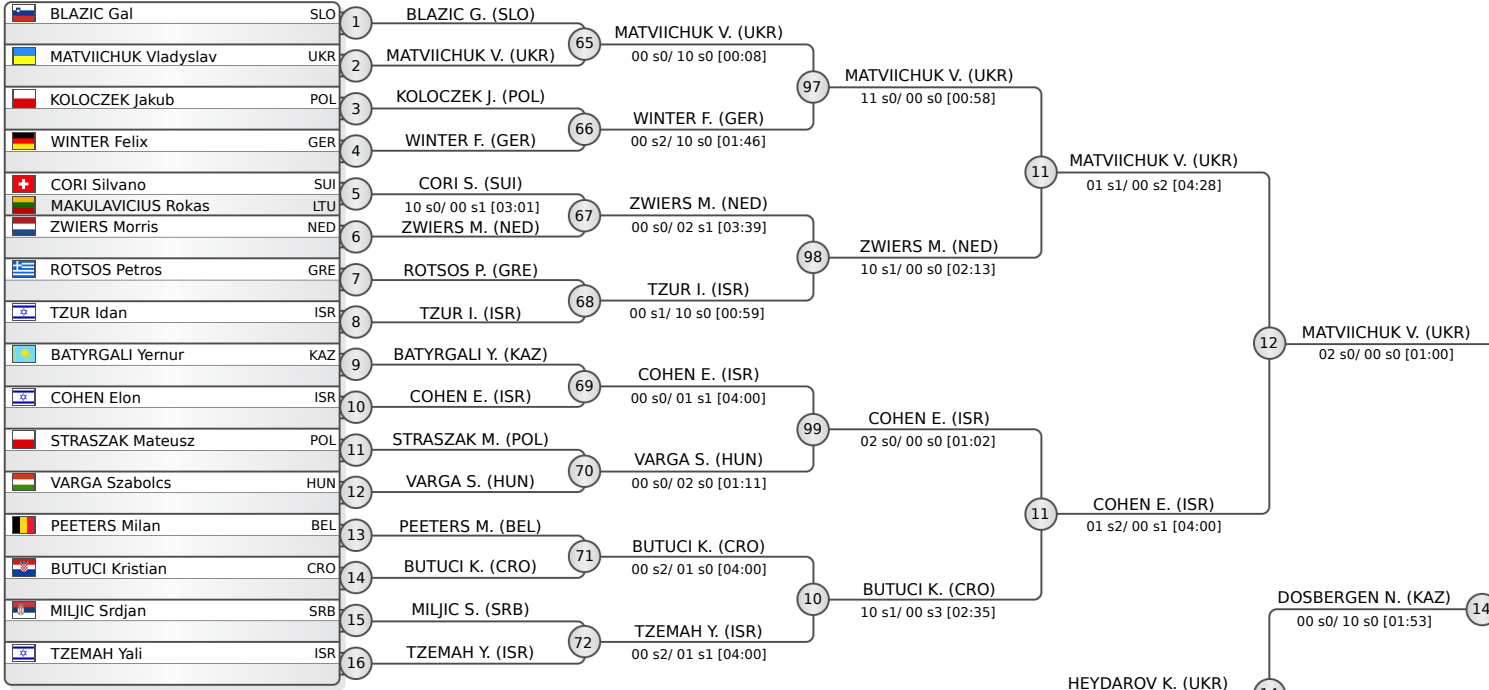 BLAZIC Gal SLO
MATVIICHUK Vladyslav UKR
KOLOCZEK Jakub POL
WINTER Felix GER
CORI Silvano SUI
MAKULAVICIUS Rokas LTU
ZWIERS Morris NED
ROTSOS Petros GRE
TZUR Idan ISR
BATYRGALI Yernur KAZ
COHEN Elon ISR
STRASZAK Mateusz POL
VARGA Szabolcs HUN
PEETERS Milan BEL
BUTUCI Kristian CRO
MILJIC Srdjan SRB
TZEMAH Yali ISR
1
2
3
4
5
6
7
8
9
10
11
12
13
14
15
16
BLAZIC G. (SLO)
MATVIICHUK V. (UKR)
KOLOCZEK J. (POL)
WINTER F. (GER)
CORI S. (SUI)
10 s0/ 00 s1 [03:01]
ZWIERS M. (NED)
ROTSOS P. (GRE)
TZUR I. (ISR)
BATYRGALI Y. (KAZ)
COHEN E. (ISR)
STRASZAK M. (POL)
VARGA S. (HUN)
PEETERS M. (BEL)
BUTUCI K. (CRO)
MILJIC S. (SRB)
TZEMAH Y. (ISR)
65
66
67
68
69
70
71
72
MATVIICHUK V. (UKR)
00 s0/ 10 s0 [00:08]
WINTER F. (GER)
00 s2/ 10 s0 [01:46]
ZWIERS M. (NED)
00 s0/ 02 s1 [03:39]
TZUR I. (ISR)
00 s1/ 10 s0 [00:59]
COHEN E. (ISR)
00 s0/ 01 s1 [04:00]
VARGA S. (HUN)
00 s0/ 02 s0 [01:11]
BUTUCI K. (CRO)
00 s2/ 01 s0 [04:00]
TZEMAH Y. (ISR)
00 s2/ 01 s1 [04:00]
97
98
99
10
MATVIICHUK V. (UKR)
11 s0/ 00 s0 [00:58]
ZWIERS M. (NED)
10 s1/ 00 s0 [02:13]
COHEN E. (ISR)
02 s0/ 00 s0 [01:02]
BUTUCI K. (CRO)
10 s1/ 00 s3 [02:35]
11
11
MATVIICHUK V. (UKR)
01 s1/ 00 s2 [04:28]
COHEN E. (ISR)
01 s2/ 00 s1 [04:00]
12
MATVIICHUK V. (UKR)
02 s0/ 00 s0 [01:00]
DOSBERGEN N. (KAZ)
00 s0/ 10 s0 [01:53]
14
HEYDAROV K. (UKR)